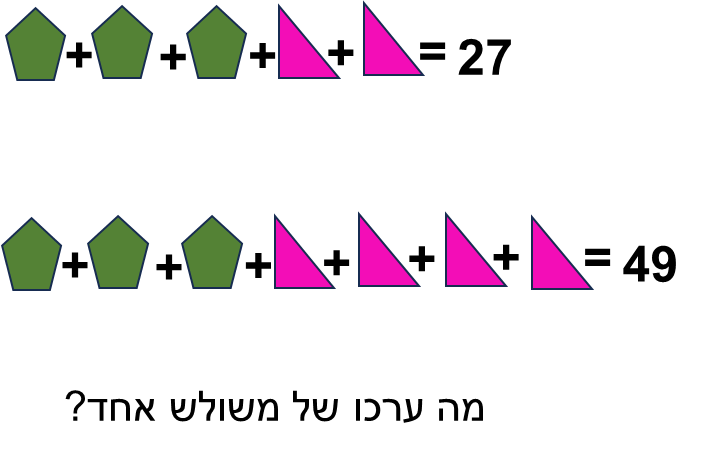 + + + + = 27
+ + + + + + = 49
מה ערכו של משולש אחד?